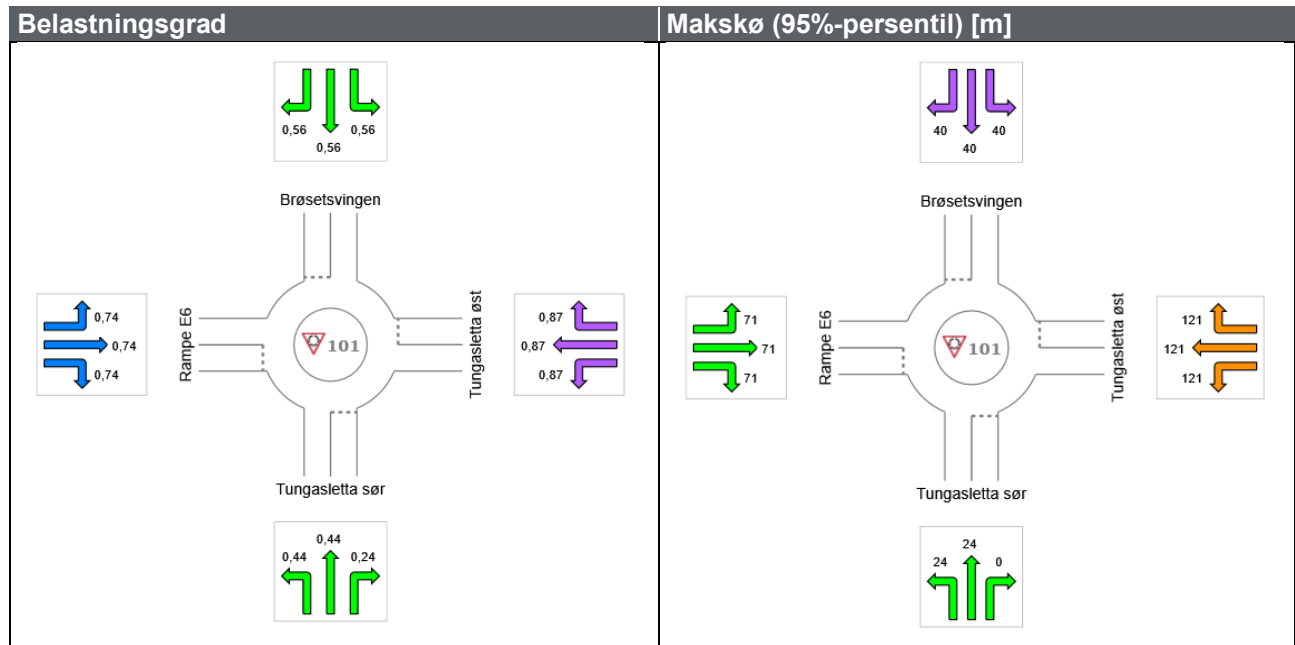 Belastningsgrad
0,56 0,56
0,56
Brøsetsvingen
0,74
0,74
0,74
Rampe E6
101
Tungasletta øst
0,87
0,87
0,87
Tungasletta sør
0,44
0,44 0,24
Makskø (95%-persentil) [m]
40 40
40
Brøsetsvingen
71
71
71
Rampe E6
101
Tungasletta øst
121
121
121
Tungasletta sør
24
24 0